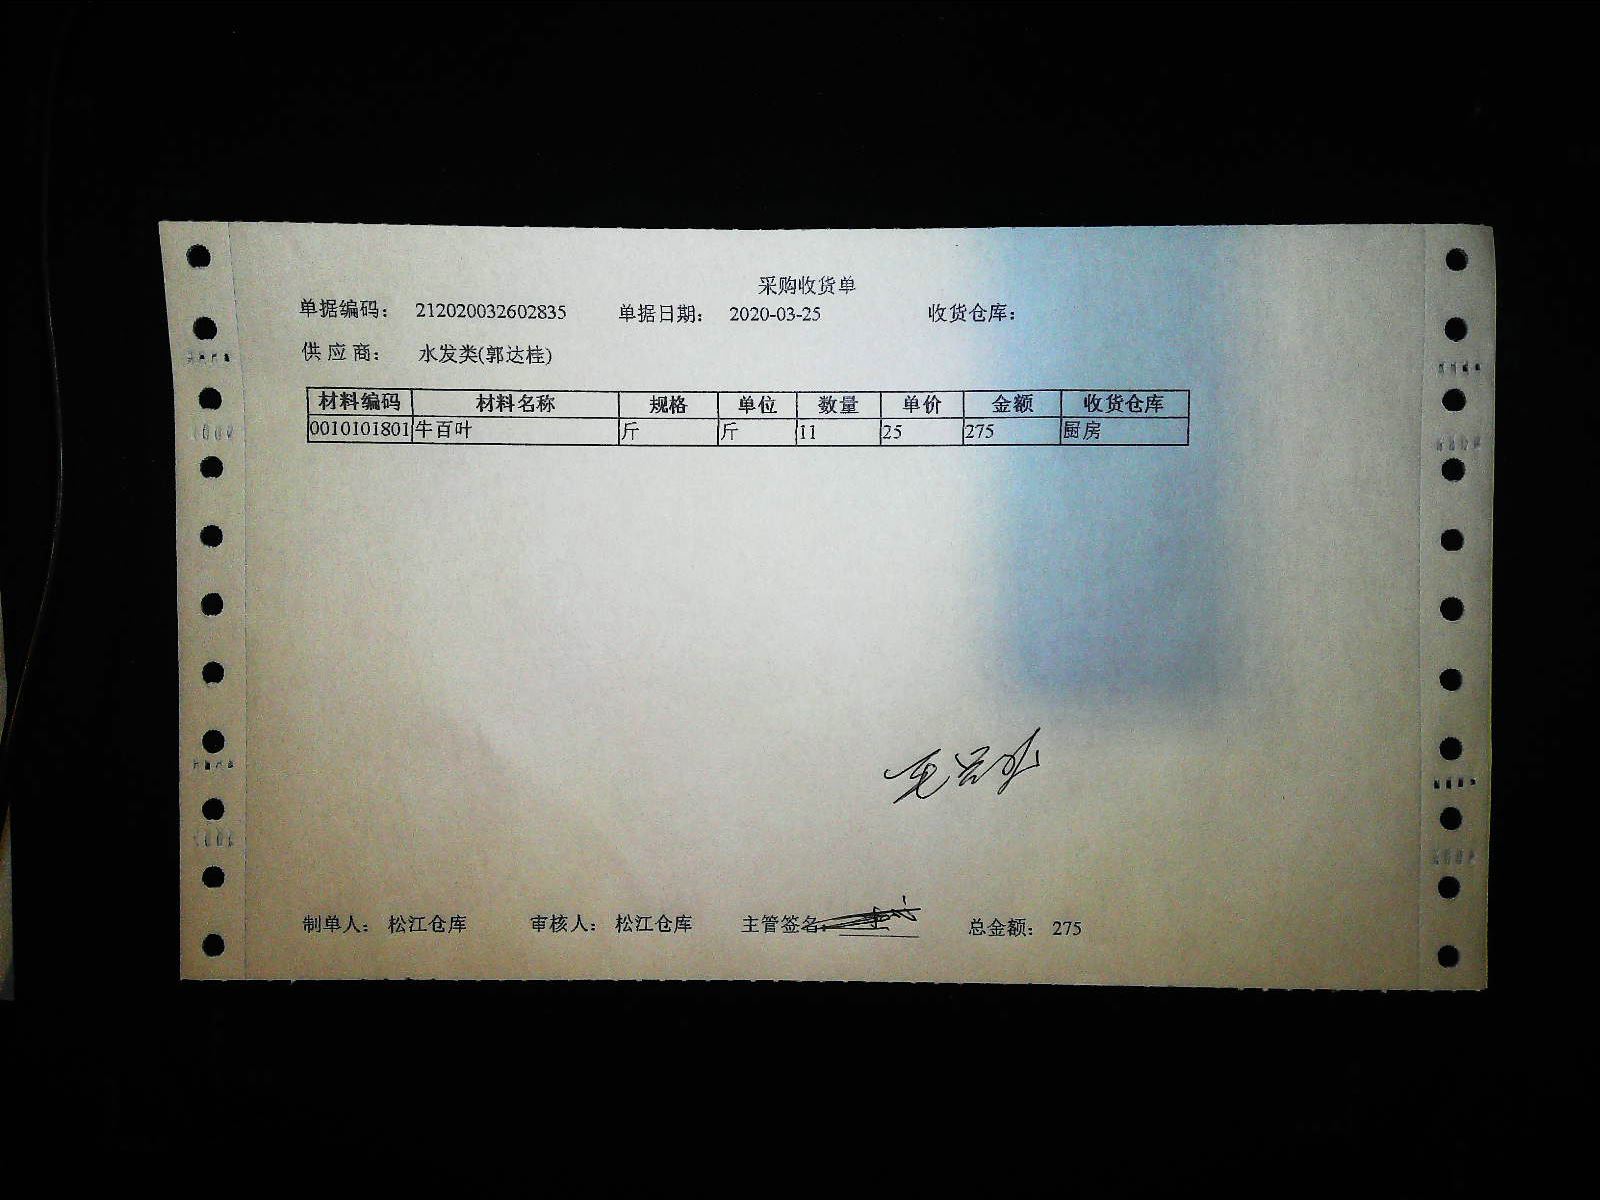 采购收货单
单据编码： 212020032602835 单据日期： 2020-03-25 收货仓库：
供应商： 水发类(郭达桂)
材料编码 材料名称 规格 单位 数量 单价 金额 收货仓库
0010101801 牛百叶 斤 斤 11 25 275 厨房
制单人： 松江仓库 审核人： 松江仓库 主管签名: 总金额： 275